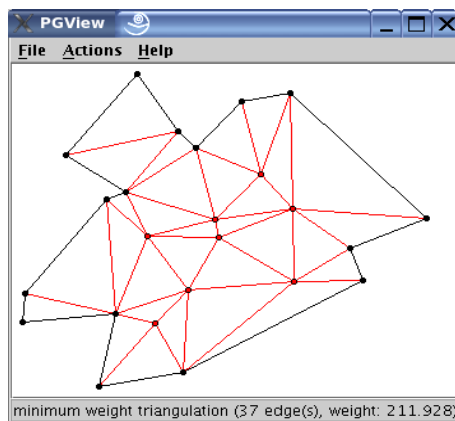 PGView
File Actions Help
minimum weight triangulation (37 edge(s), weight: 211.928)